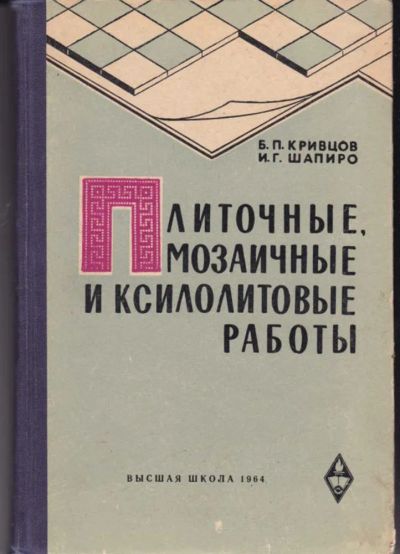 Б. П. КРИВЦОВ
И. Г. ШАПИРО
ПЛИТОЧНЫЕ,
МОЗАИЧНЫЕ
И КСИЛОЛИТОВЫЕ
РАБОТЫ
ВЫСШАЯ ШКОЛА 1964